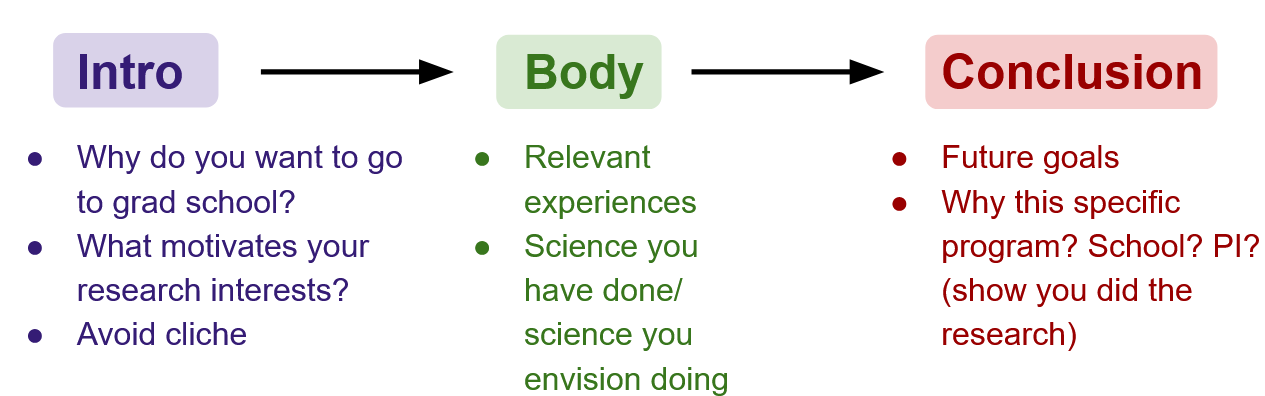 Intro
● Why do you want to go
to grad school?
● What motivates your
research interests?
● Avoid cliche
Body
● Relevant
experiences
● Science you
have done/
science you
envision doing
Conclusion
● Future goals
● Why this specific
program? School? PI?
(show you did the
research)